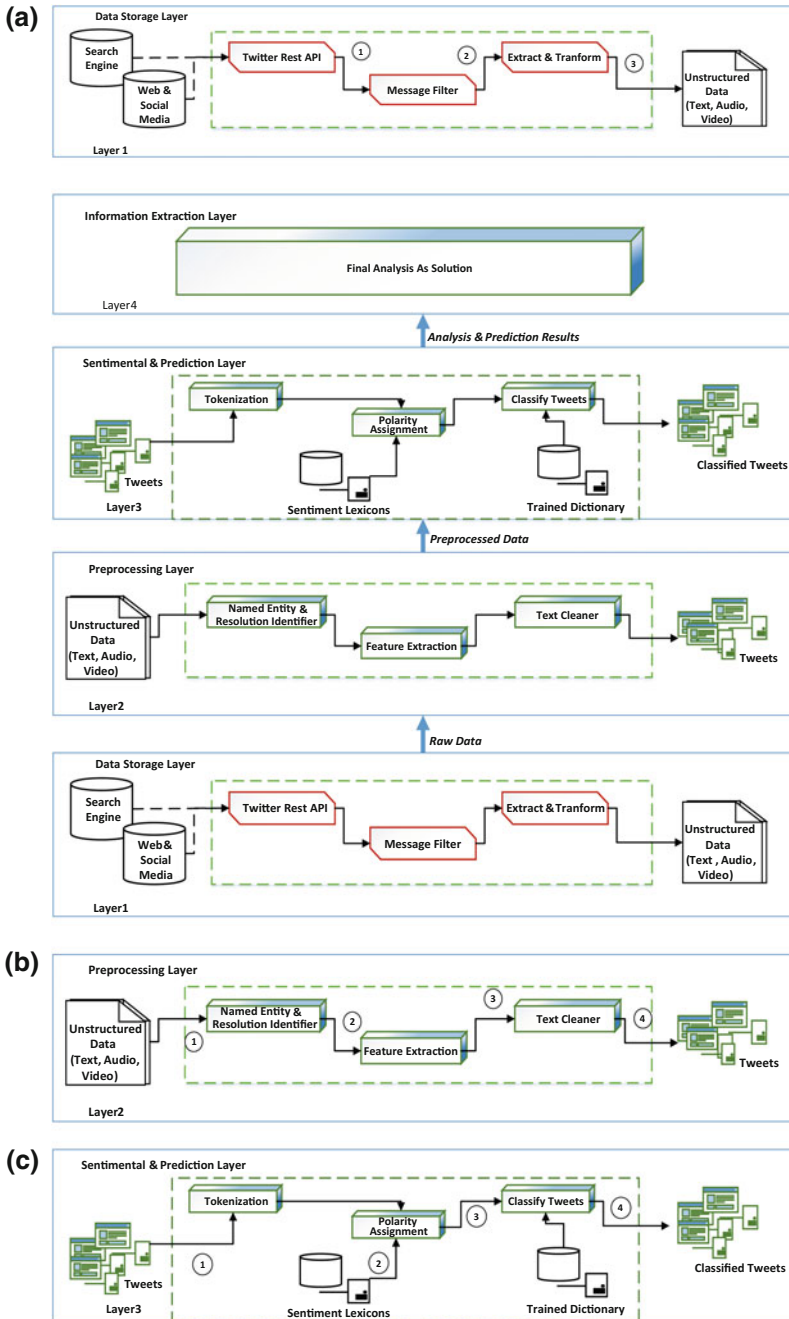 (a)
Data Storage Layer
Search
Engine
Web &
Social
Media
Twitter Rest API
1
Message Filter
2
Extract & Tranform
3
Unstructured
Data
(Text, Audio,
Video)
Layer 1
Information Extraction Layer
Final Analysis As Solution
Layer4
Analysis & Prediction Results
Sentimental & Prediction Layer
Tokenization
Polarity
Assignment
Classify Tweets
Tweets
Classified Tweets
Layer3
Sentiment Lexicons
Trained Dictionary
Preprocessed Data
Preprocessing Layer
Unstructured
Data
(Text, Audio,
Video)
Named Entity &
Resolution Identifier
Feature Extraction
Text Cleaner
Tweets
Layer2
Raw Data
Data Storage Layer
Search
Engine
Web &
Social
Media
Twitter Rest API
Message Filter
Extract & Tranform
Unstructured
Data
(Text , Audio,
Video)
Layer1
(b)
Preprocessing Layer
Unstructured
Data
(Text, Audio,
Video)
1
Named Entity &
Resolution Identifier
2
Feature Extraction
3
Text Cleaner
4
Tweets
Layer2
(c)
Sentimental & Prediction Layer
Tokenization
Polarity
Assignment
Classify Tweets
1
2
3
4
Tweets
Classified Tweets
Layer3
Sentiment Lexicons
Trained Dictionary